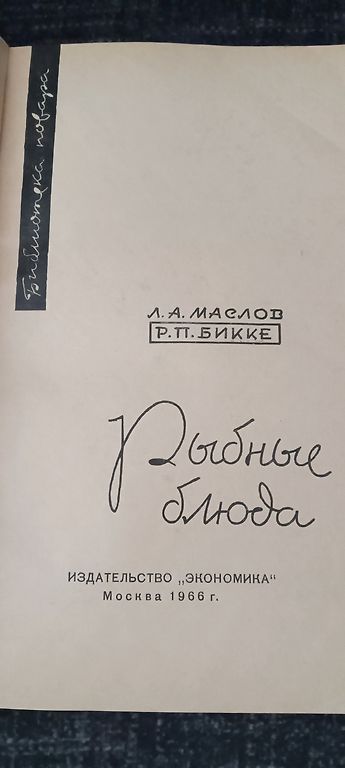 Библиотека повара
Л.А. МАСЛОВ
Р.П. БИККЕ
Рыбные
блюда
ИЗДАТЕЛЬСТВО „ЭКОНОМИКА“
Москва 1966 г.